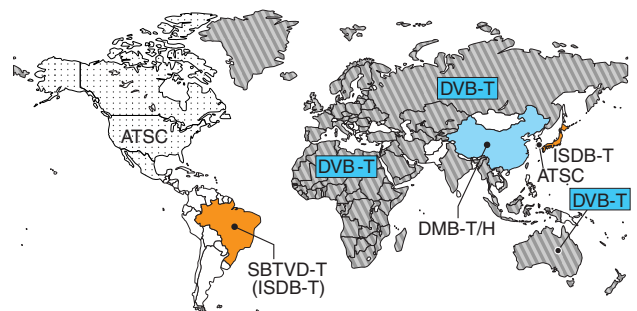 DVB-T
ATSC
DVB-T
ISDB-T
ATSC
DVB-T
DMB-T/H
SBTVD-T
(ISDB-T)